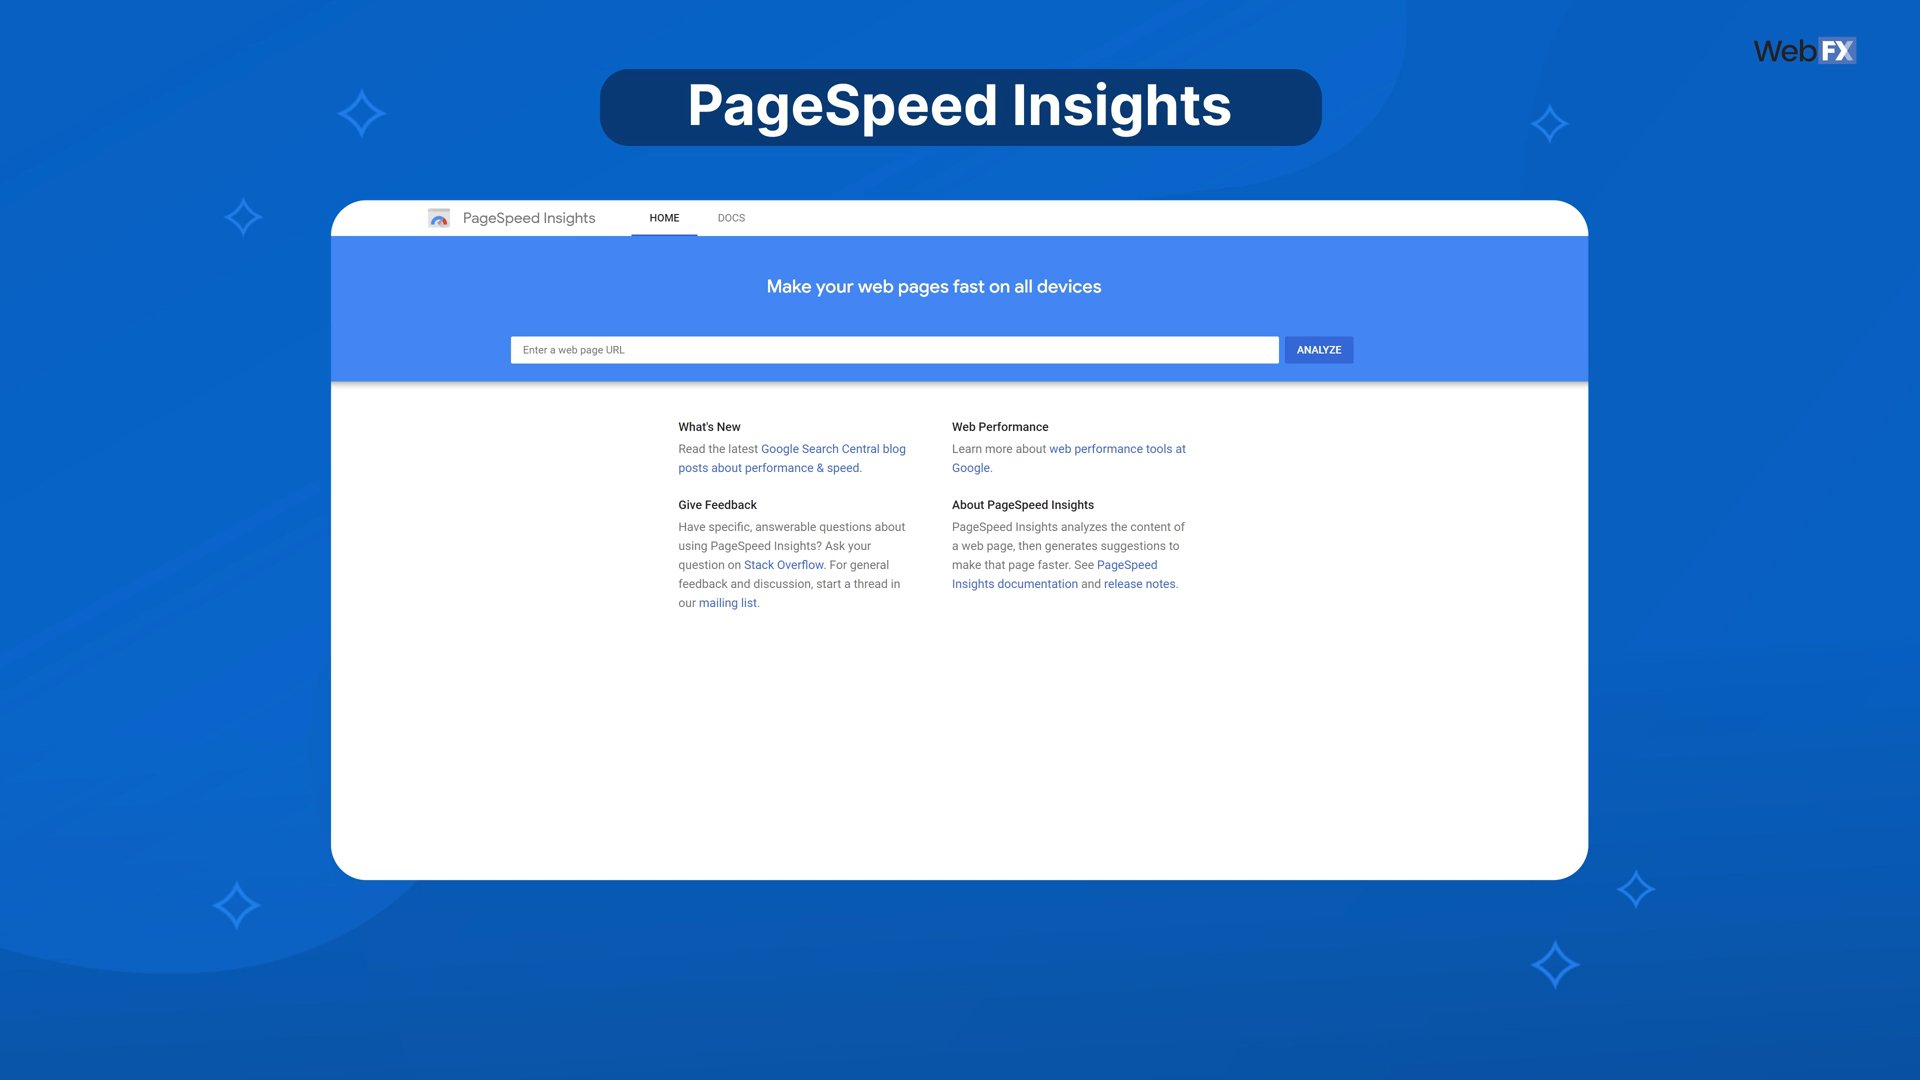 WebFX
PageSpeed Insights
PageSpeed Insights HOME DOCS
Make your web pages fast on all devices
Enter a web page URL ANALYZE
What's New
Read the latest Google Search Central blog
posts about performance & speed.
Web Performance
Learn more about web performance tools at
Google.
Give Feedback
Have specific, answerable questions about
using PageSpeed Insights? Ask your
question on Stack Overflow. For general
feedback and discussion, start a thread in
our mailing list.
About PageSpeed Insights
PageSpeed Insights analyzes the content of
a web page, then generates suggestions to
make that page faster. See PageSpeed
Insights documentation and release notes.